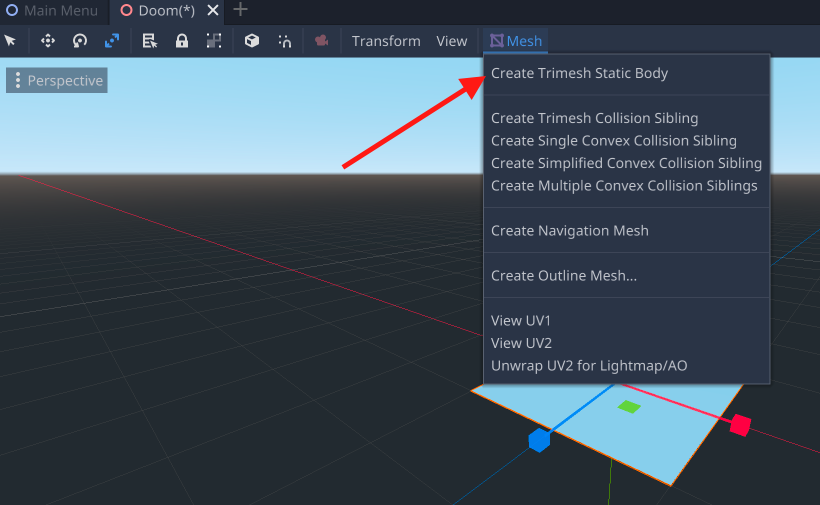 Main Menu
Doom(*)
Transform
View
Mesh
Perspective
Create Trimesh Static Body
Create Trimesh Collision Sibling
Create Single Convex Collision Sibling
Create Simplified Convex Collision Sibling
Create Multiple Convex Collision Siblings
Create Navigation Mesh
Create Outline Mesh...
View UV1
View UV2
Unwrap UV2 for Lightmap/AO